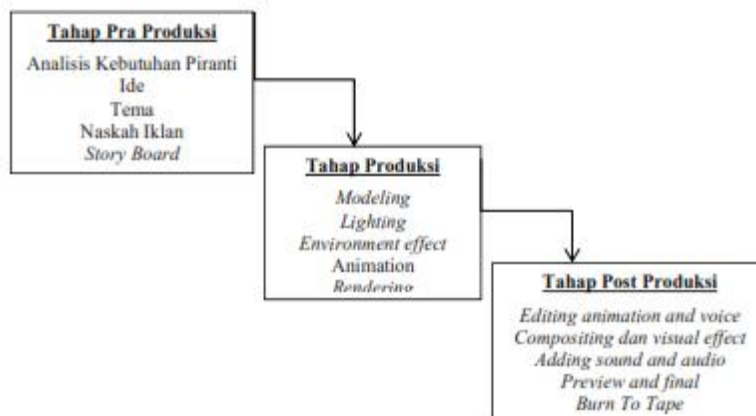 Tahap Pra Produksi
Analisis Kebutuhan Piranti
Ide
Tema
Naskah Iklan
Story Board
Tahap Produksi
Modeling
Lighting
Environment effect
Animation
Rendering
Tahap Post Produksi
Editing animation and voice
Compositing dan visual effect
Adding sound and audio
Preview and final
Burn To Tape